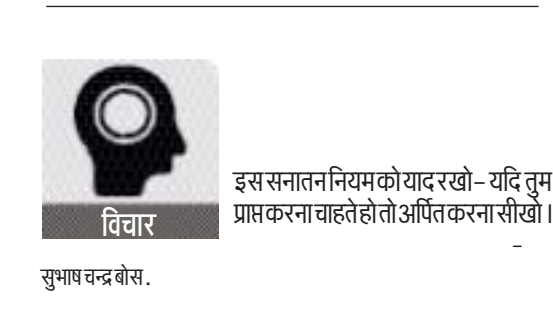 इस सनातन नियम को याद रखो– यदि तुम
प्राप्त करना चाहते हो तो अर्पित करना सीखो।
विचार
–
सुभाष चन्द्र बोस.